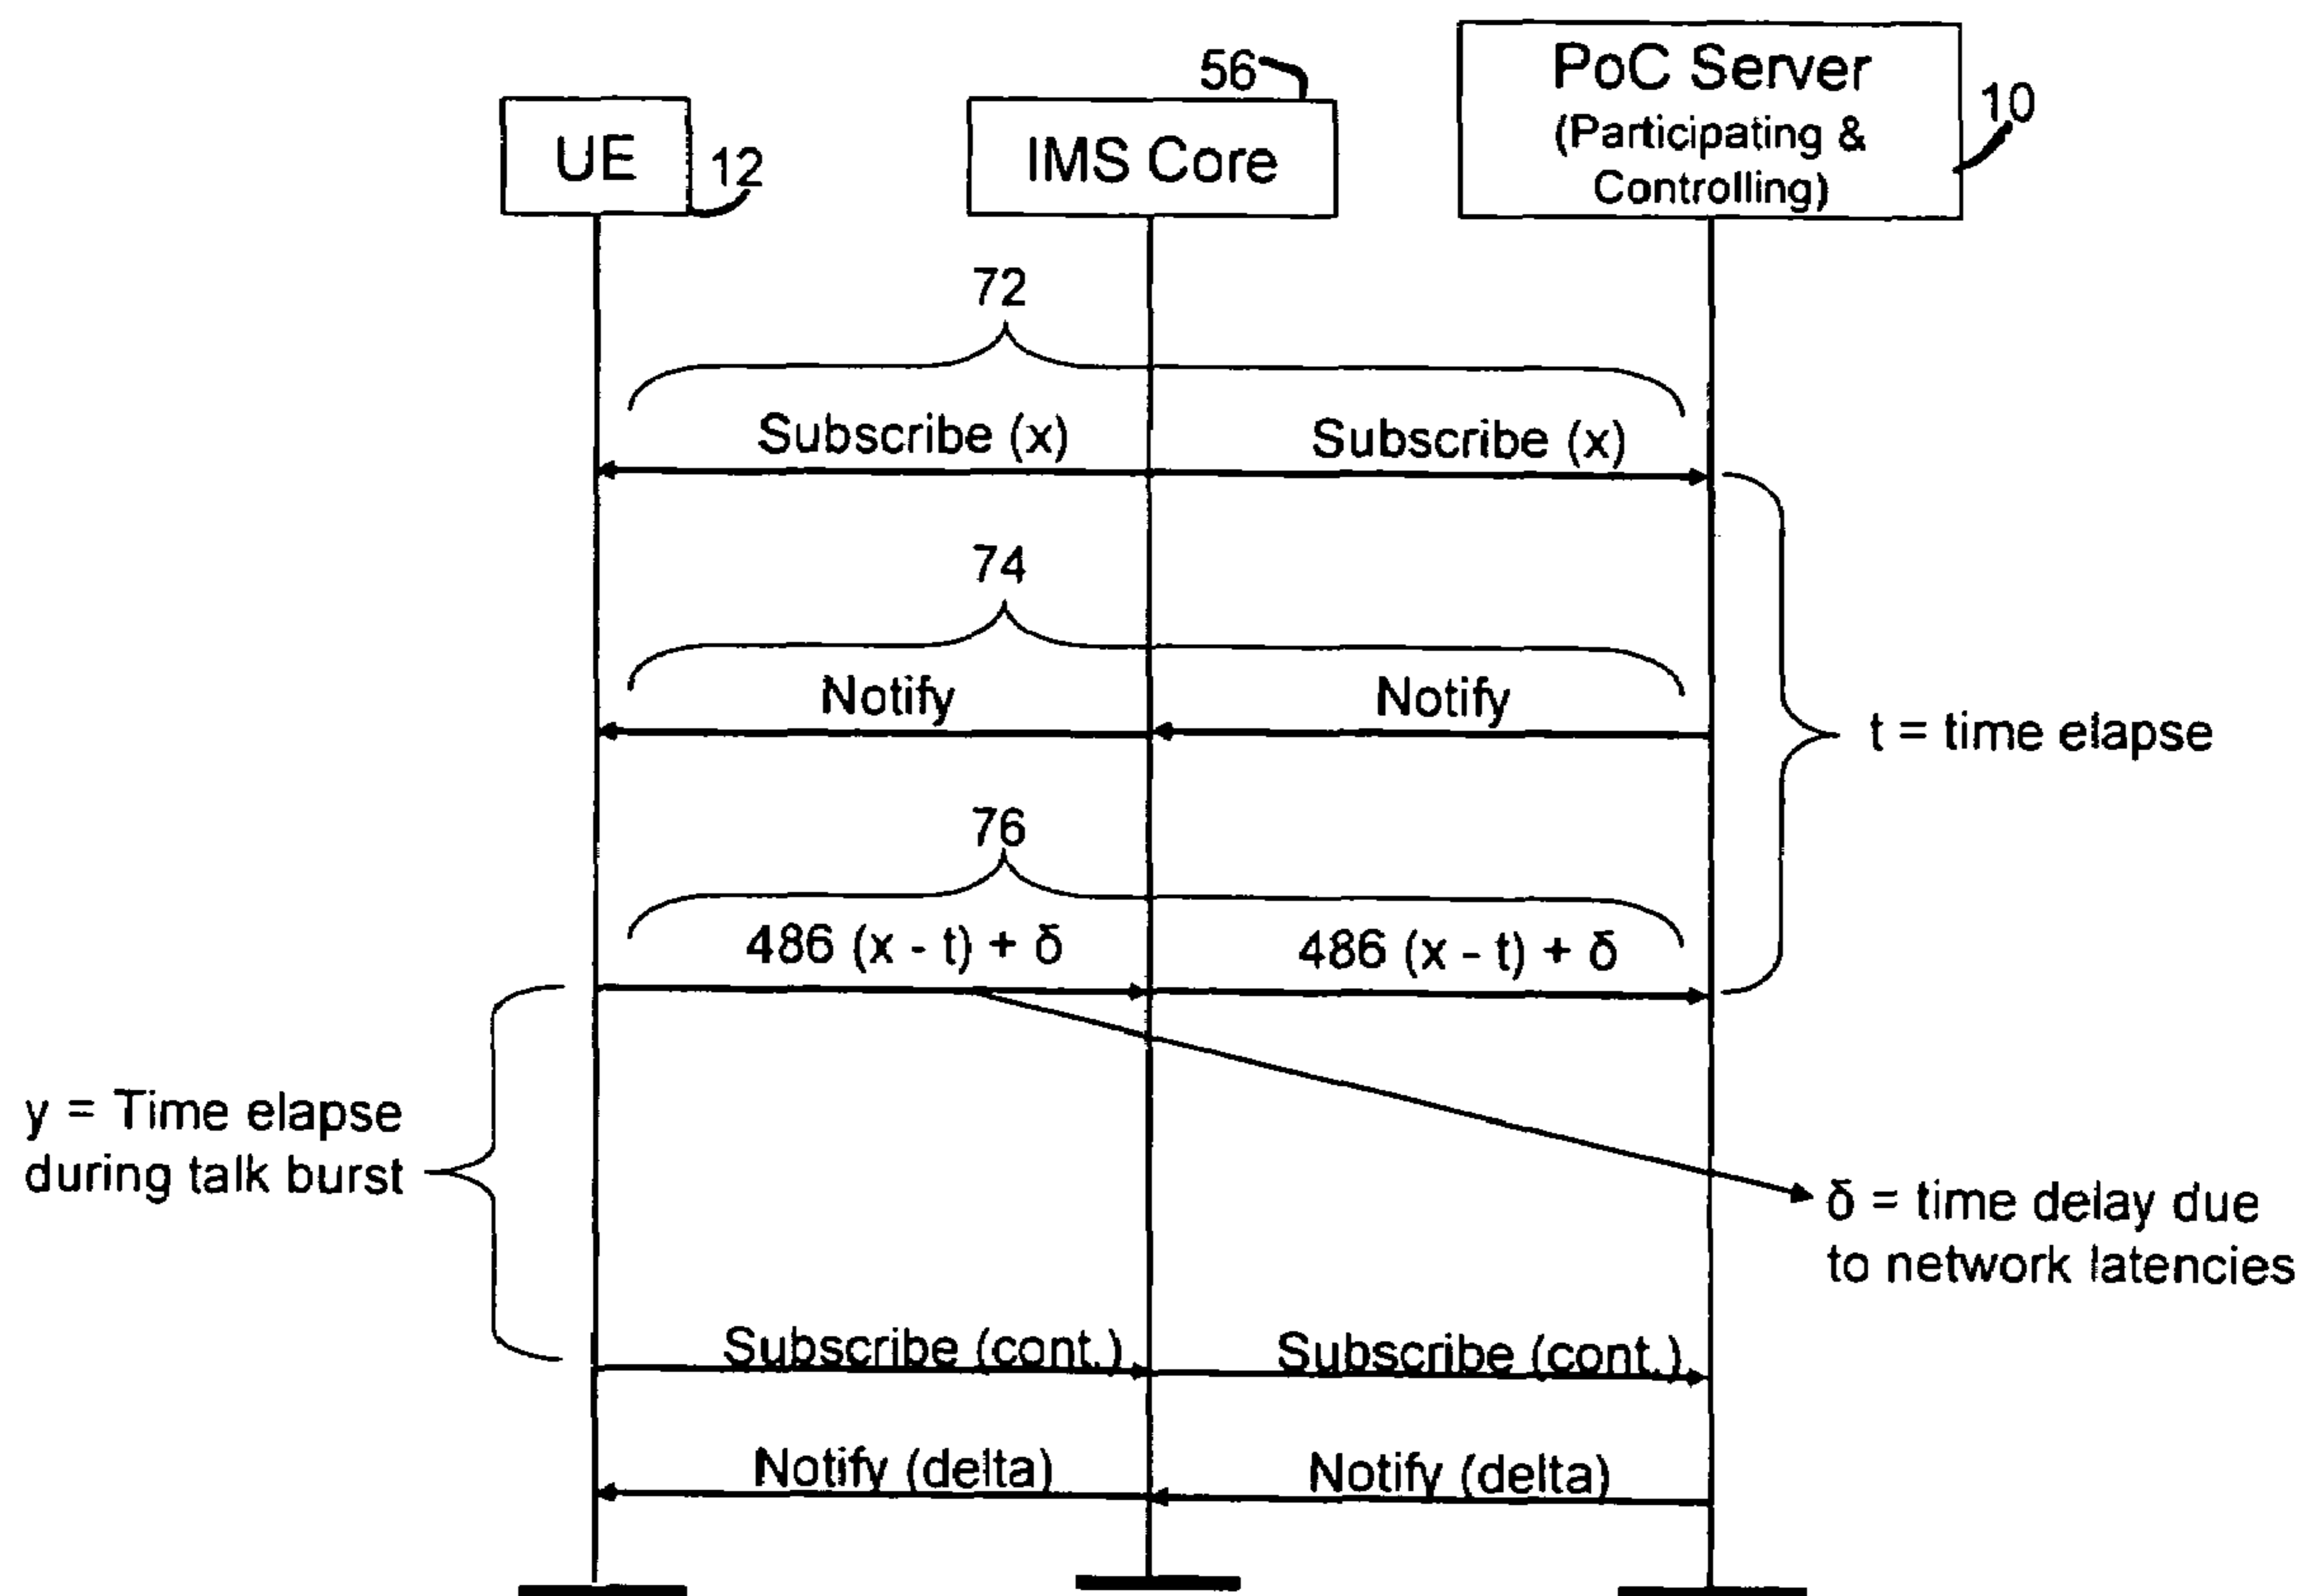 56
PoC Server
(Participating &
Controlling)
10
UE
12
IMS Core
72
Subscribe (x)
Subscribe (x)
74
Notify
Notify
t = time elapse
76
486 (x - t) + δ
486 (x - t) + δ
y = Time elapse
during talk burst
δ = time delay due
to network latencies
Subscribe (cont.)
Subscribe (cont.)
Notify (delta)
Notify (delta)